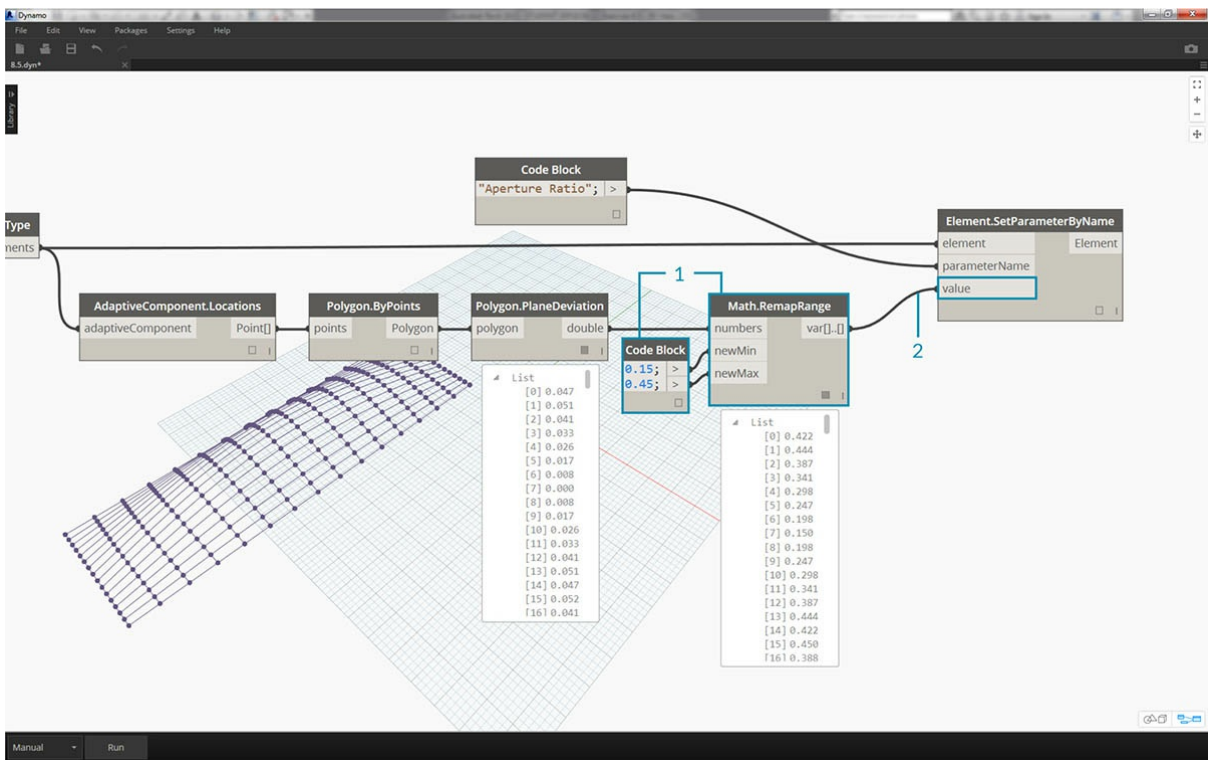 Dynamo
File Edit View Packages Settings Help
8.5.dyn*
Library
Code Block
"Aperture Ratio"; >
Type
ments
Element.SetParameterByName
element Element
parameterName
value
1
AdaptiveComponent.Locations
adaptiveComponent Point[]
Polygon.ByPoints
points Polygon
Polygon.PlaneDeviation
polygon double
Code Block
0.15; >
0.45; >
Math.RemapRange
numbers var[]..[]
newMin
newMax
2
List
[0] 0.047
[1] 0.051
[2] 0.041
[3] 0.033
[4] 0.026
[5] 0.017
[6] 0.008
[7] 0.000
[8] 0.008
[9] 0.017
[10] 0.026
[11] 0.033
[12] 0.041
[13] 0.051
[14] 0.047
[15] 0.052
[16] 0.041
List
[0] 0.422
[1] 0.444
[2] 0.387
[3] 0.341
[4] 0.298
[5] 0.247
[6] 0.198
[7] 0.150
[8] 0.198
[9] 0.247
[10] 0.298
[11] 0.341
[12] 0.387
[13] 0.444
[14] 0.422
[15] 0.450
[16] 0.388
Manual Run